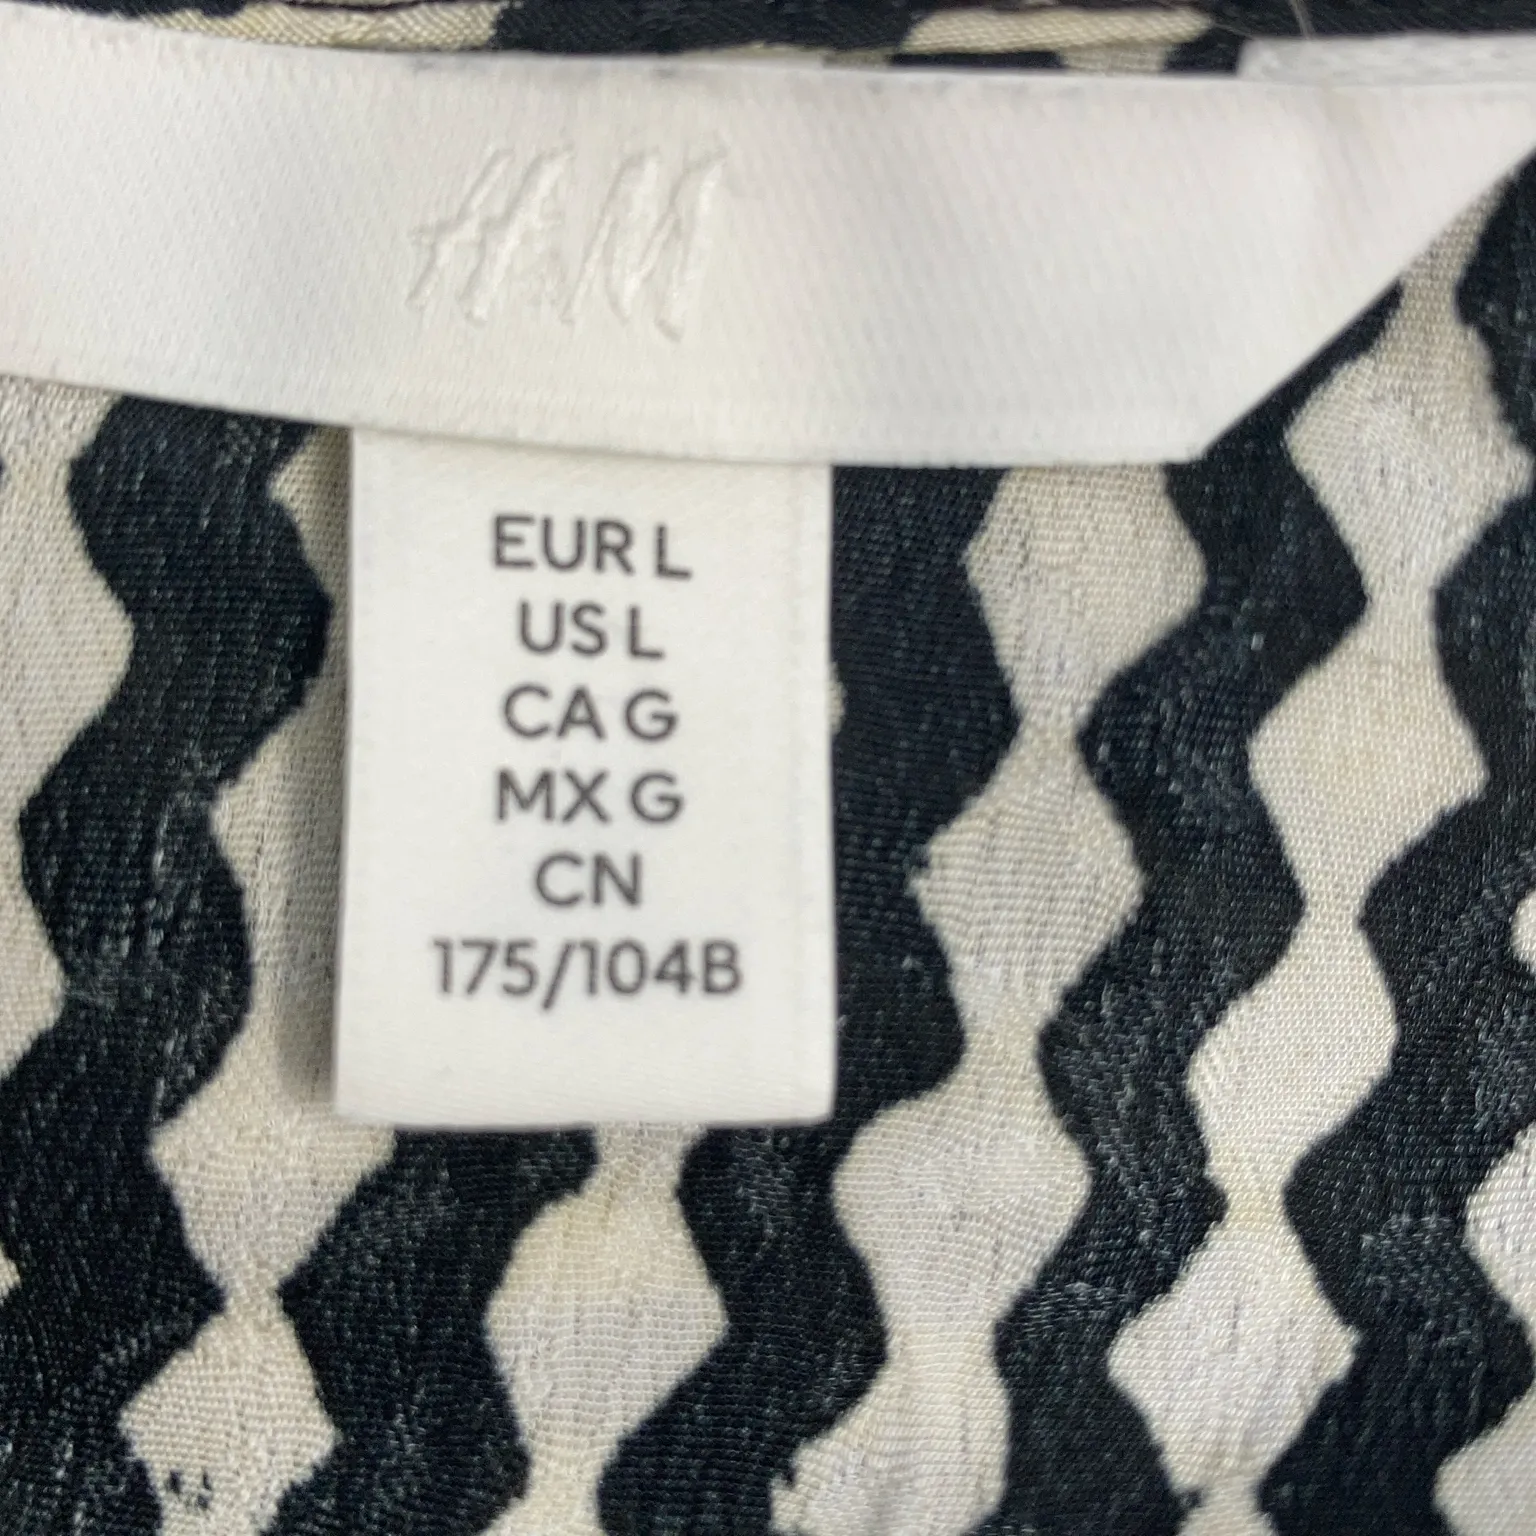 H&M
EUR L
US L
CA G
MX G
CN
175/104B